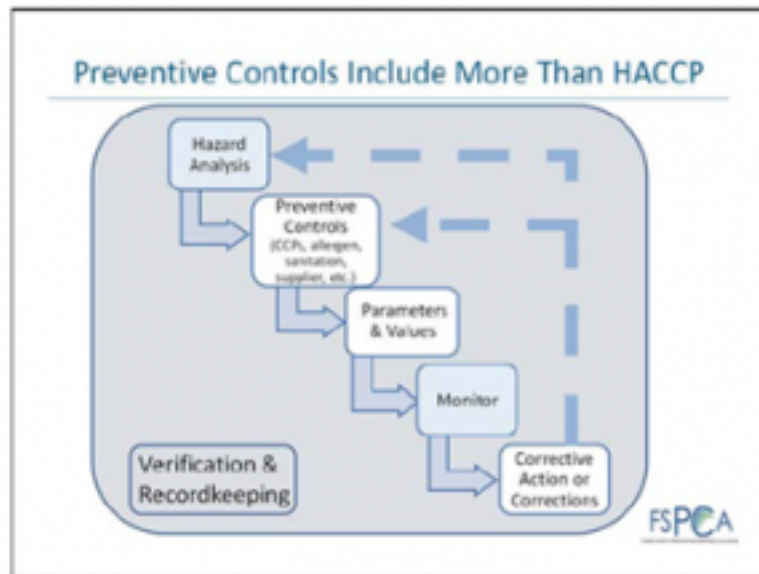 Preventive Controls Include More Than HACCP
Hazard
Analysis
Preventive
Controls
(CCPs, allergen,
sanitation,
supplier, etc.)
Parameters
& Values
Monitor
Corrective
Action or
Corrections
Verification &
Recordkeeping
FSPCA